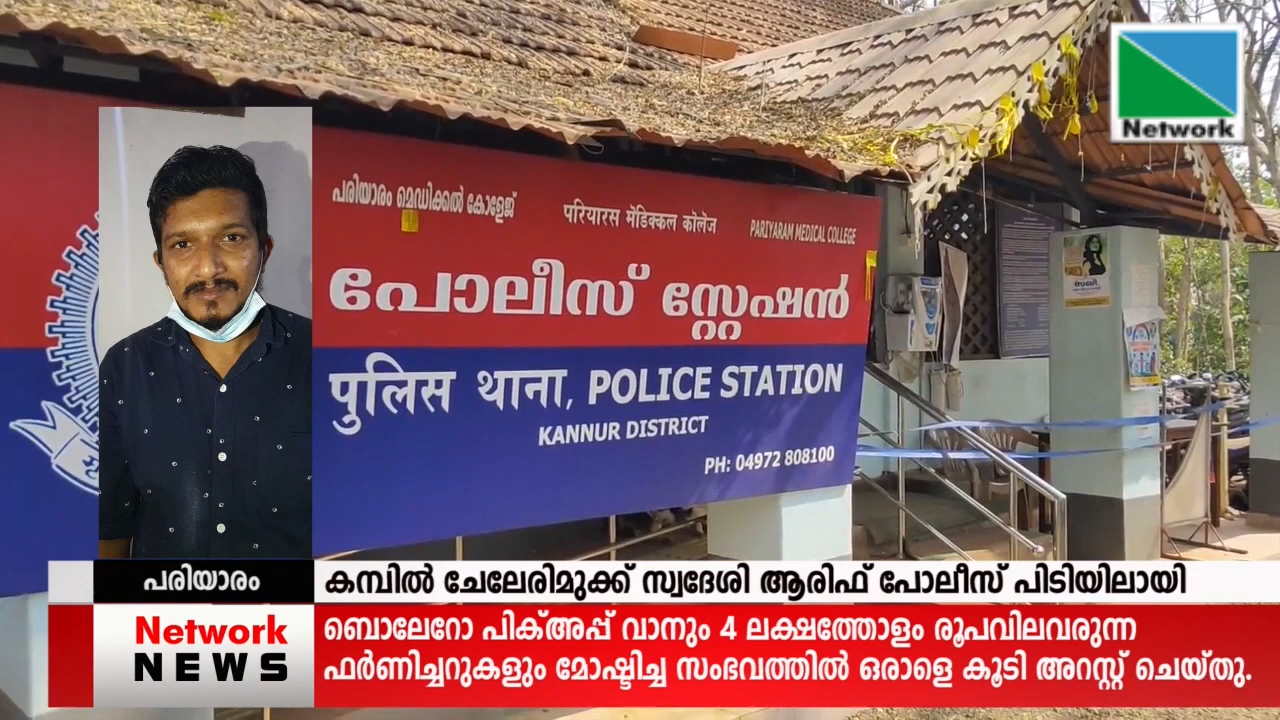 Network
പരിയാരം മെഡിക്കൽ കോളേജ്
परियारस मॅडिक्कल कॉलॅज
PARIYARAM MEDICAL COLLEGE
പോലീസ് സ്റ്റേഷൻ
पुलिस थाना, POLICE STATION
KANNUR DISTRICT
PH: 04972 808100
പരിയാരം
കമ്പിൽ ചേലേരിമുക്ക് സ്വദേശി ആരിഫ് പോലീസ് പിടിയിലായി
Network
NEWS
ബൊലേറോ പിക്അപ്പ് വാനും 4 ലക്ഷത്തോളം രൂപവിലവരുന്ന
ഫർണിച്ചറുകളും മോഷ്ടിച്ച സംഭവത്തിൽ ഒരാളെ കൂടി അറസ്റ്റ് ചെയ്തു.